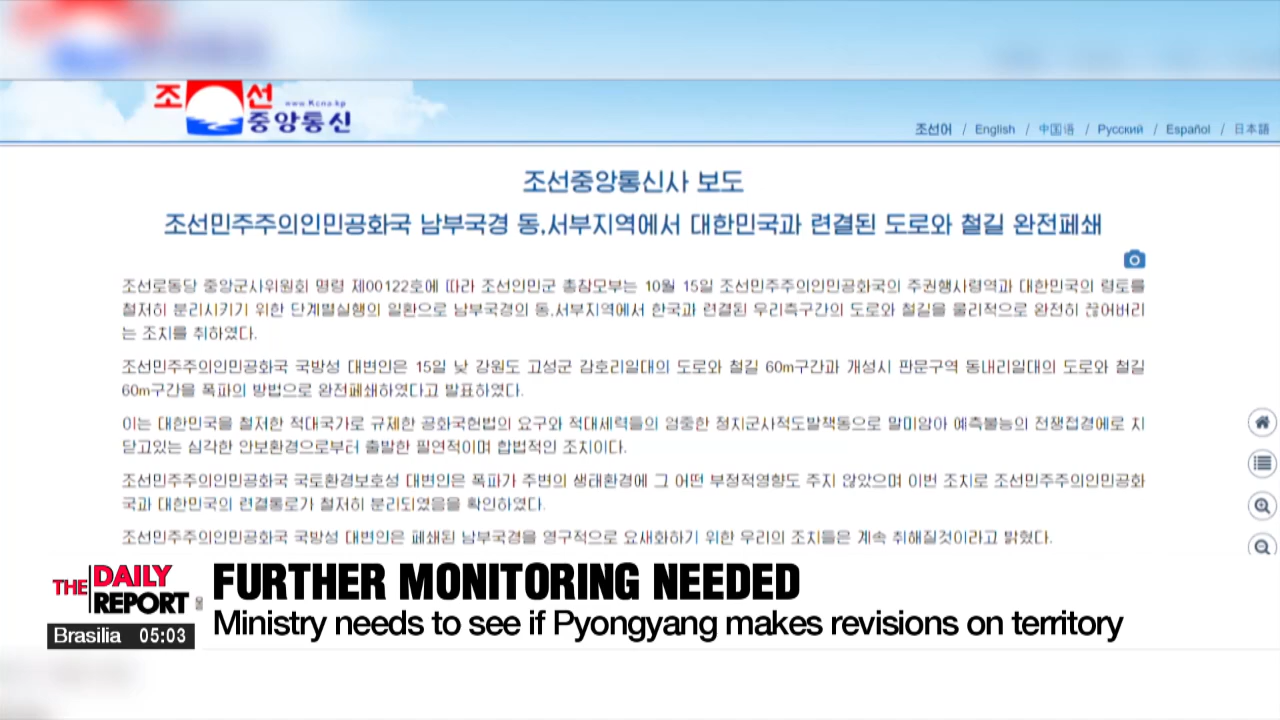 조선
www.kcna.kp
중앙통신
조선어 / English / 中国语 / Русский / Español / 日本語
조선중앙통신사 보도
조선민주주의인민공화국 남부국경 동,서부지역에서 대한민국과 련결된 도로와 철길 완전페쇄
조선로동당 중앙군사위원회 명령 제00122호에 따라 조선인민군 총참모부는 10월 15일 조선민주주의인민공화국의 주권행사령역과 대한민국의 령토를
철저히 분리시키기 위한 단계별실행의 일환으로 남부국경의 동,서부지역에서 한국과 련결된 우리측구간의 도로와 철길을 물리적으로 완전히 끊어버리
는 조치를 취하였다.
조선민주주의인민공화국 국방성 대변인은 15일 낮 강원도 고성군 감호리일대의 도로와 철길 60m구간과 개성시 판문구역 동내리일대의 도로와 철길
60m구간을 폭파의 방법으로 완전페쇄하였다고 발표하였다.
이는 대한민국을 철저한 적대국가로 규제한 공화국헌법의 요구와 적대세력들의 엄중한 정치군사적도발책동으로 말미암아 예측불능의 전쟁접경에로 치
닫고있는 심각한 안보환경으로부터 출발한 필연적이며 합법적인 조치이다.
조선민주주의인민공화국 국토환경보호성 대변인은 폭파가 주변의 생태환경에 그 어떤 부정적영향도 주지 않았으며 이번 조치로 조선민주주의인민공화
국과 대한민국의 련결통로가 철저히 분리되였음을 확인하였다.
조선민주주의인민공화국 국방성 대변인은 페쇄된 남부국경을 영구적으로 요새화하기 위한 우리의 조치들은 계속 취해질것이라고 밝혔다.
THE DAILY REPORT
FURTHER MONITORING NEEDED
Ministry needs to see if Pyongyang makes revisions on territory
Brasilia 05:03